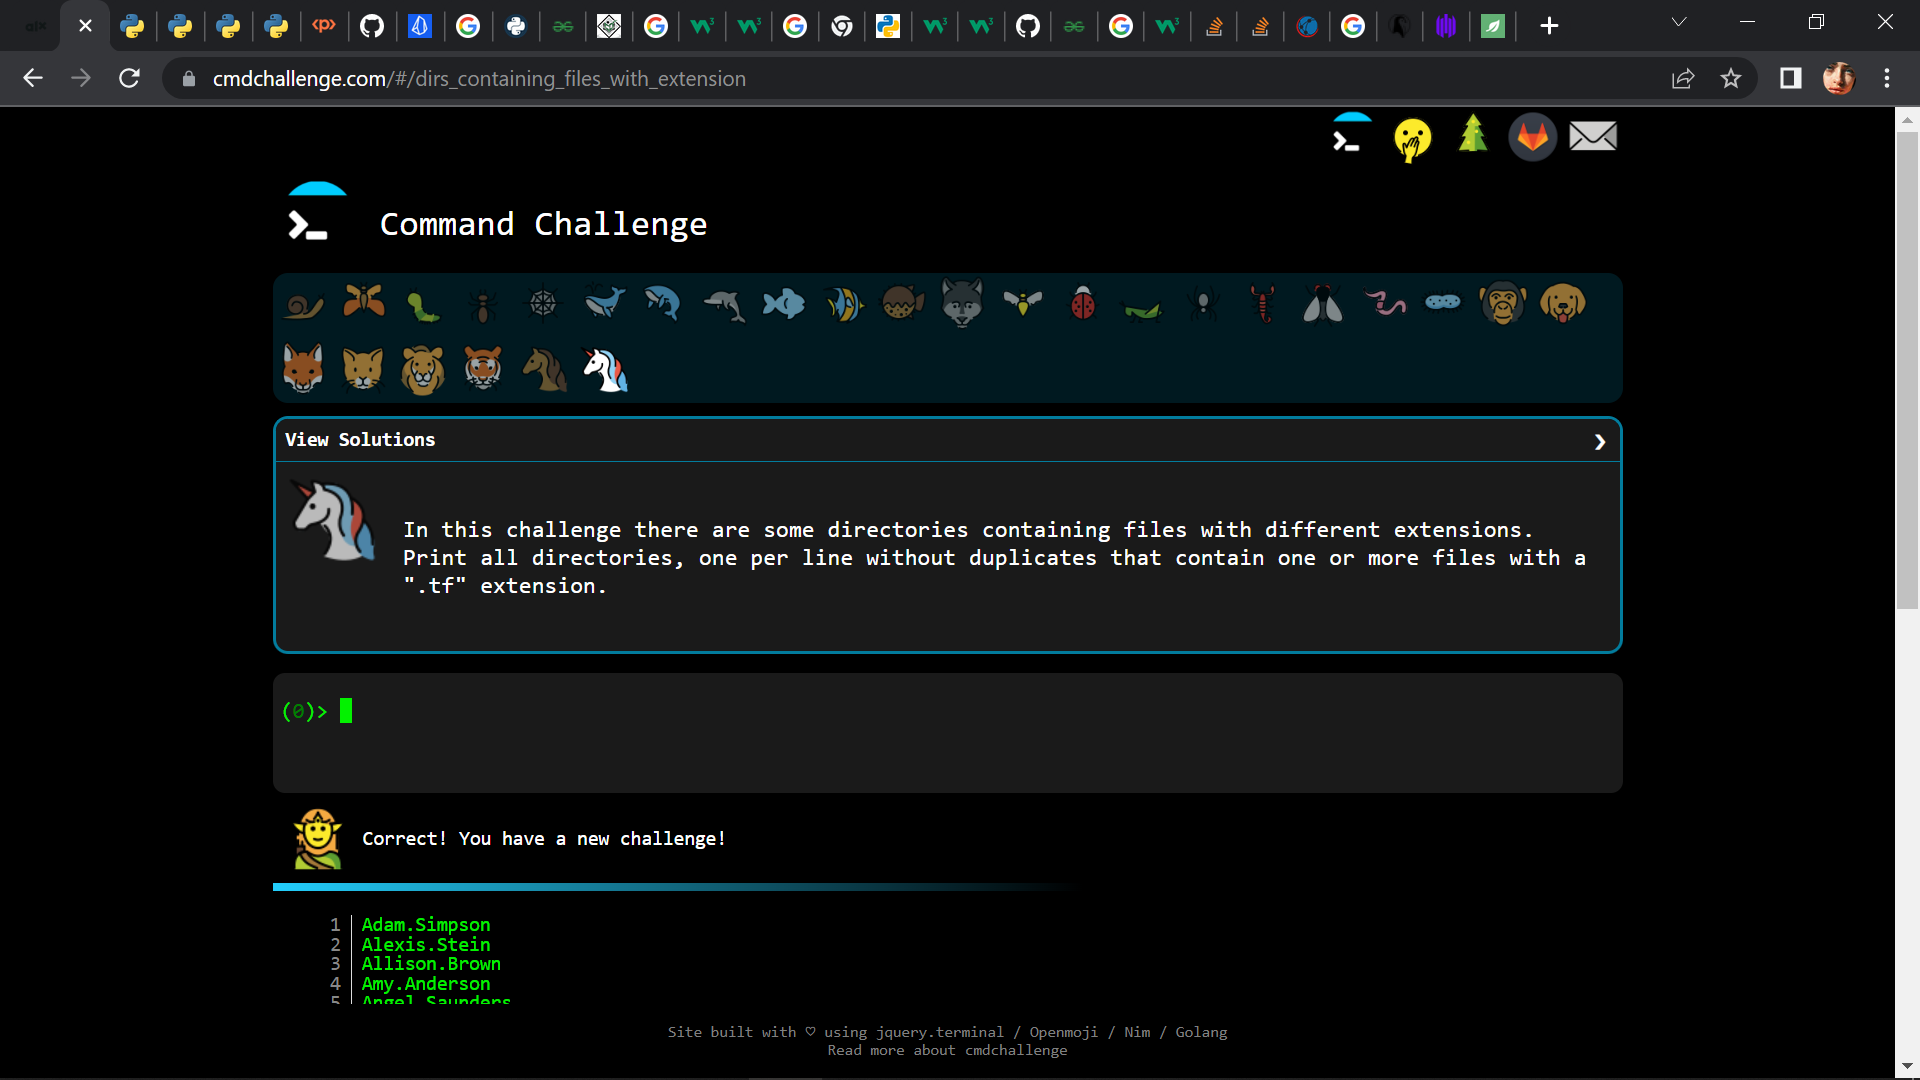 cmdchallenge.com/#/dirs_containing_files_with_extension
Command Challenge
View Solutions
In this challenge there are some directories containing files with different extensions.
Print all directories, one per line without duplicates that contain one or more files with a
".tf" extension.
(0)>
Correct! You have a new challenge!
1 Adam.Simpson
2 Alexis.Stein
3 Allison.Brown
4 Amy.Anderson
5 Angel.Saunders
Site built with ♡ using jquery.terminal / Openmoji / Nim / Golang
Read more about cmdchallenge